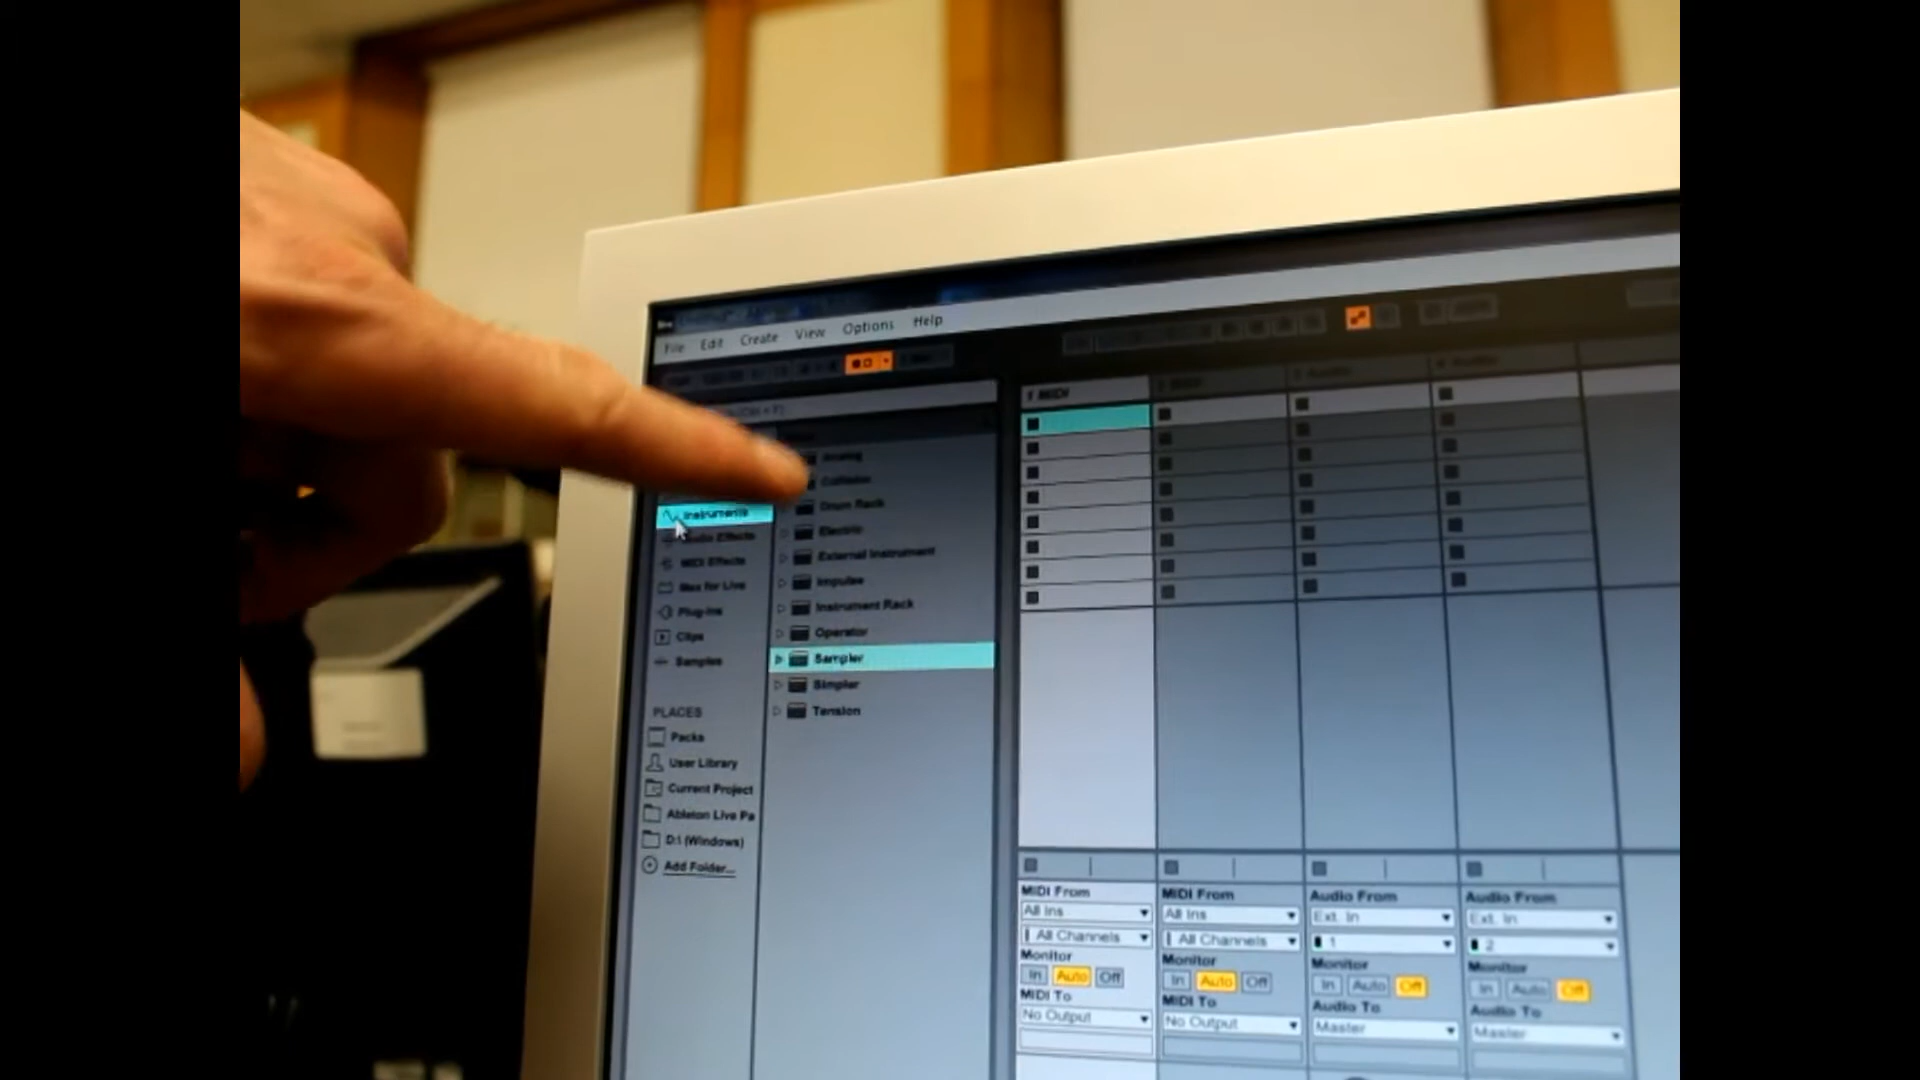 File Edit Create View Options Help
Analog
Collision
Drum Rack
Electric
External Instrument
Impulse
Instrument Rack
Operator
Sampler
Simpler
Tension
Instruments
Audio Effects
MIDI Effects
Max for Live
Plug-ins
Clips
Samples
PLACES
Packs
User Library
Current Project
Ableton Live Pa
D:\ (Windows)
Add Folder...
1 MIDI
MIDI From
All Ins
All Channels
Monitor
In Auto Off
MIDI To
No Output
MIDI From
All Ins
All Channels
Monitor
In Auto Off
MIDI To
No Output
Audio From
Ext. In
1
Monitor
In Auto Off
Audio To
Master
Audio From
Ext. In
2
Monitor
In Auto Off
Audio To
Master